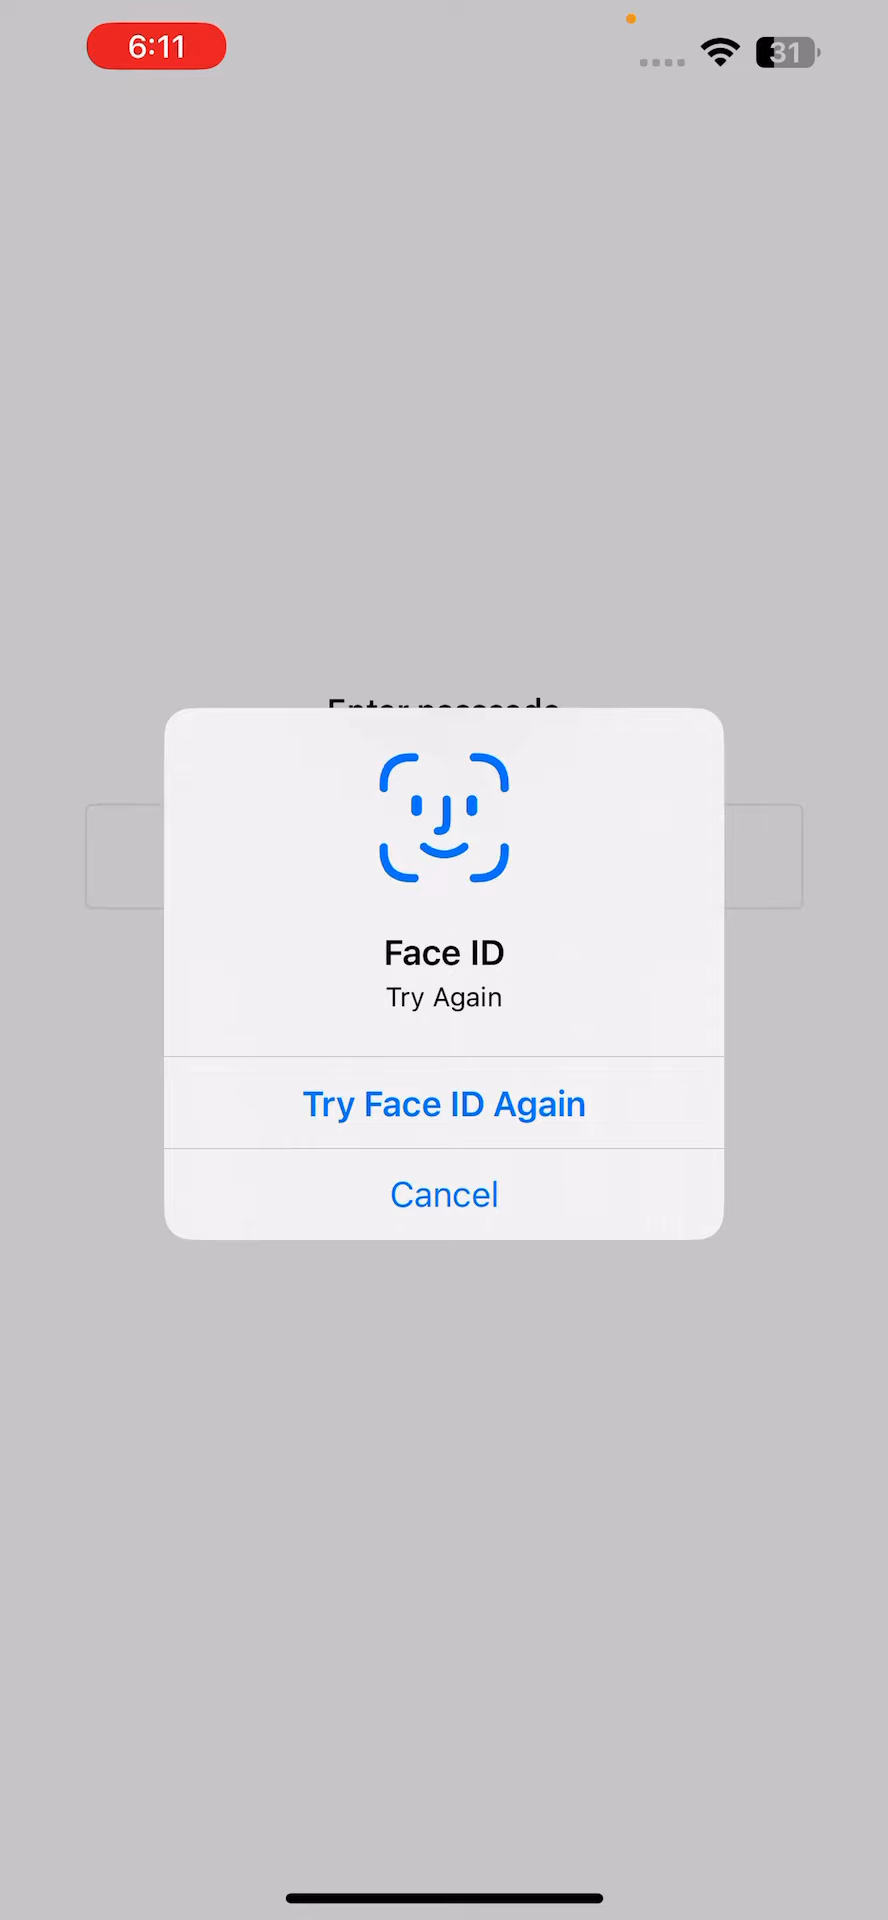 6:11
31
Enter passcode
Face ID
Try Again
Try Face ID Again
Cancel